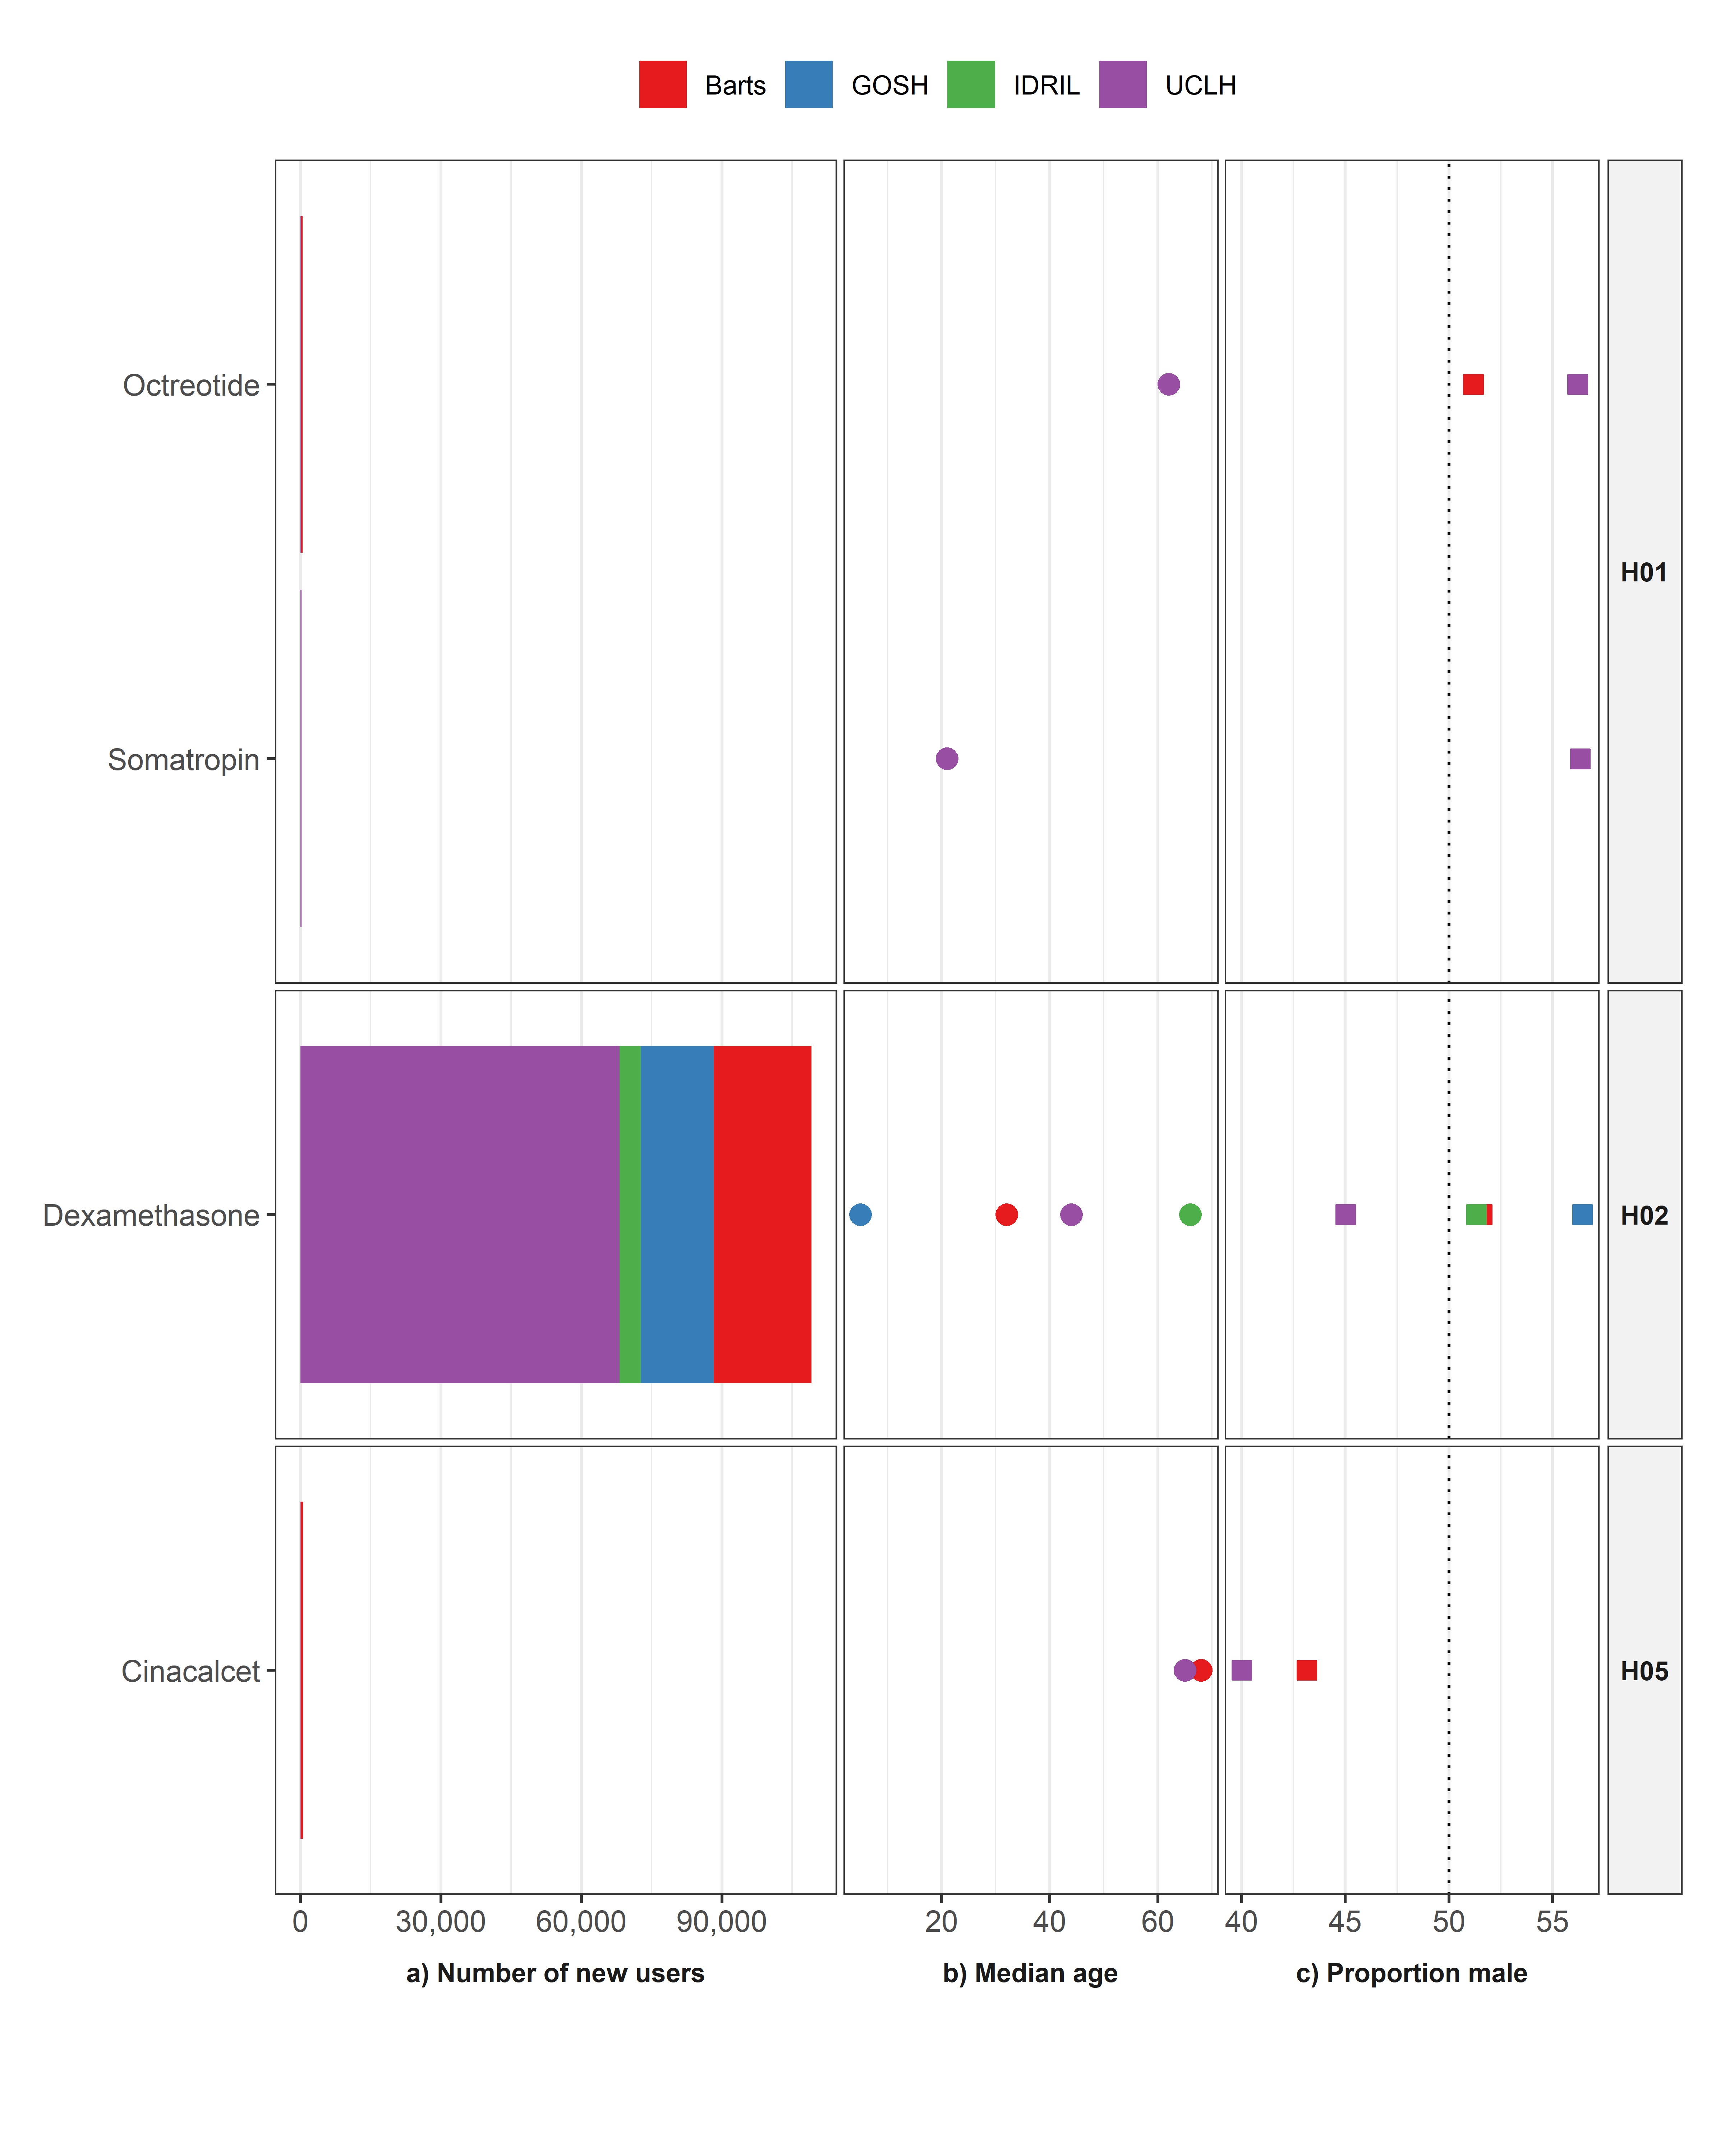 Barts GOSH IDRIL UCLH
Octreotide
H01
Somatropin
Dexamethasone
H02
Cinacalcet
H05
0 30,000 60,000 90,000 20 40 60 40 45 50 55
a) Number of new users b) Median age c) Proportion male